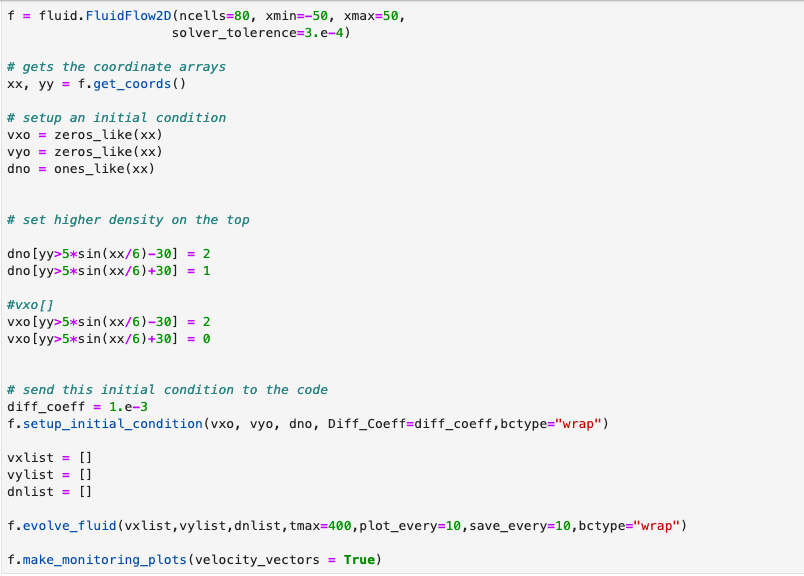 f = fluid.FluidFlow2D(ncells=80, xmin=-50, xmax=50,
solver_tolerence=3.e-4)
# gets the coordinate arrays
xx, yy = f.get_coords()
# setup an initial condition
vxo = zeros_like(xx)
vyo = zeros_like(xx)
dno = ones_like(xx)
# set higher density on the top
dno[yy>5*sin(xx/6)-30] = 2
dno[yy>5*sin(xx/6)+30] = 1
#vxo[]
vxo[yy>5*sin(xx/6)-30] = 2
vxo[yy>5*sin(xx/6)+30] = 0
# send this initial condition to the code
diff_coeff = 1.e-3
f.setup_initial_condition(vxo, vyo, dno, Diff_Coeff=diff_coeff,bctype="wrap")
vxlist = []
vylist = []
dnlist = []
f.evolve_fluid(vxlist,vylist,dnlist,tmax=400,plot_every=10,save_every=10,bctype="wrap")
f.make_monitoring_plots(velocity_vectors = True)